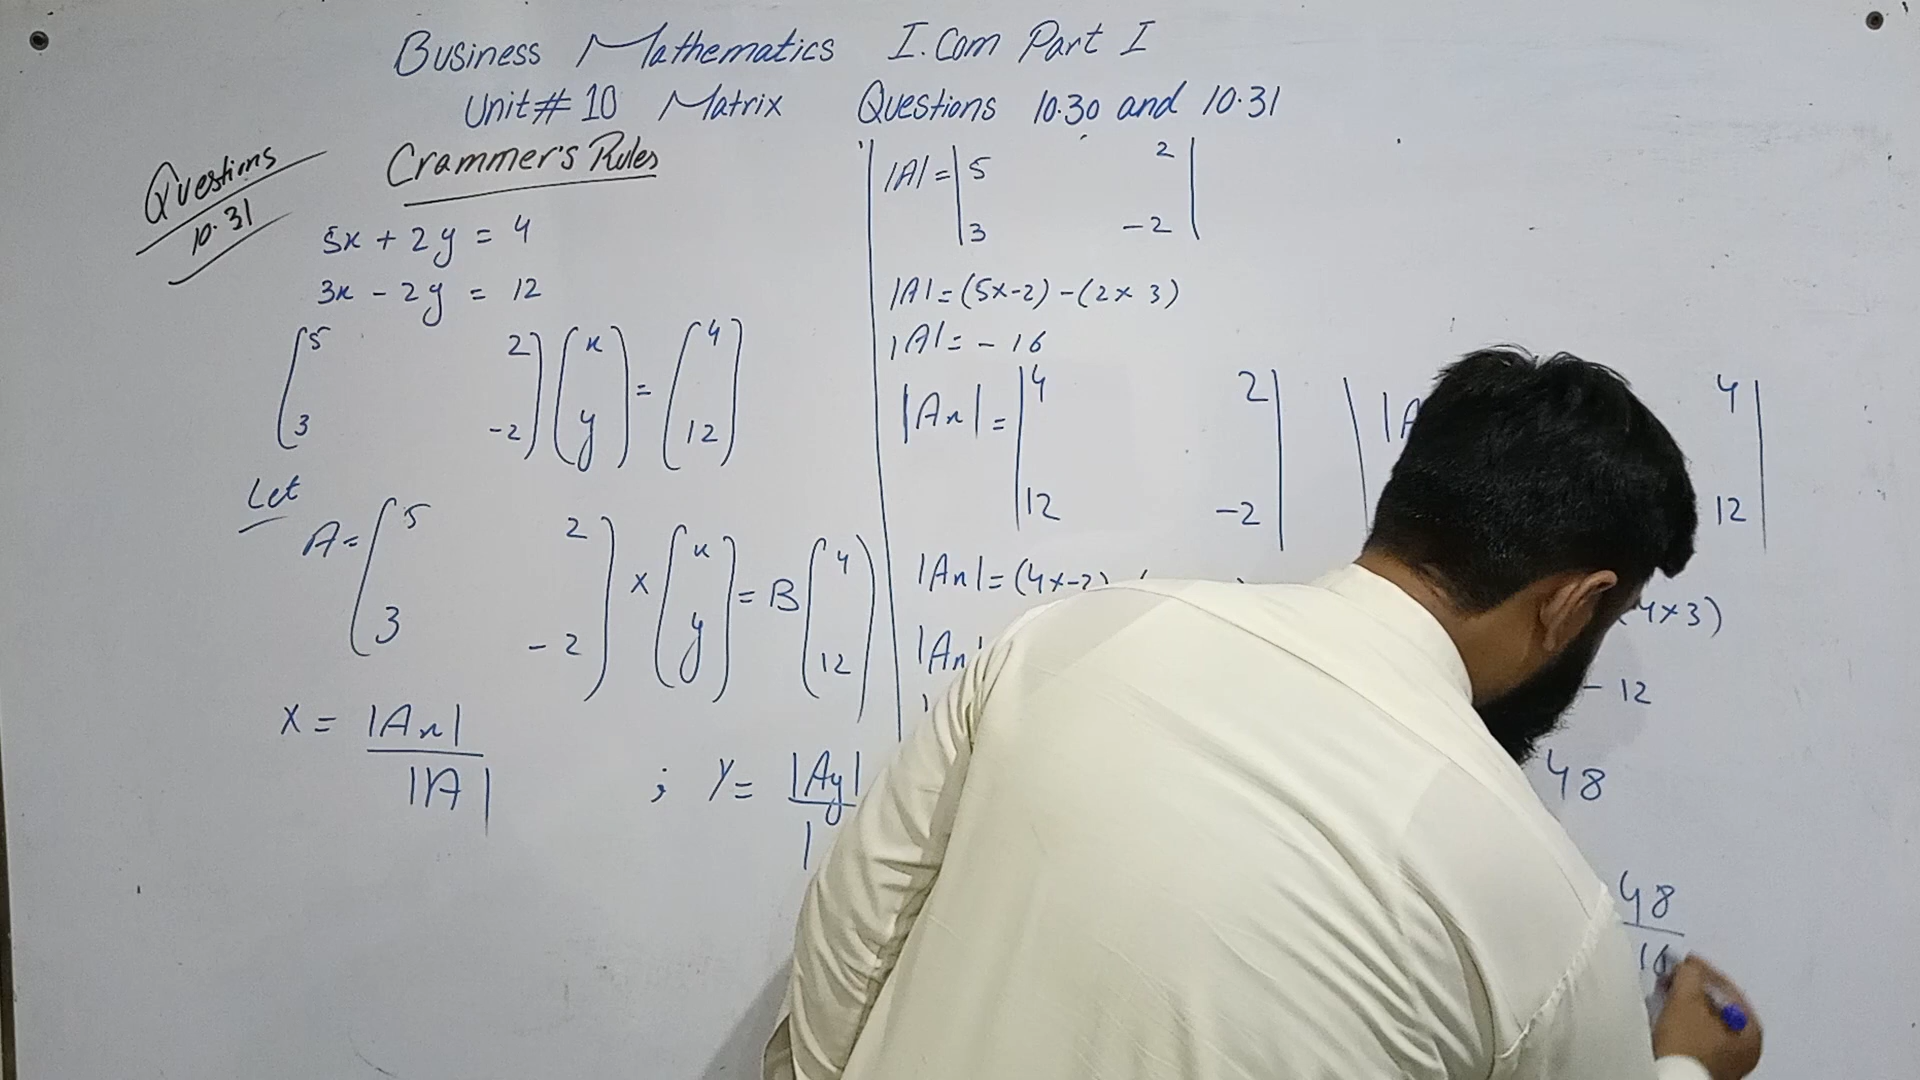 Business Mathematics I.Com Part I
Unit# 10 Matrix Questions 10.30 and 10.31
Questions
10.31
Crammer's Rules
5x + 2y = 4
3x - 2y = 12
5 2 x = 4
3 -2 y 12
Let
A = 5 2 × x = B 4
3 -2 y 12
X = |Ax| ; Y = |Ay|
|A| |
|A| = 5 2
3 -2
|A| = (5x-2) - (2x 3)
|A| = - 16
|Ax| = 4 2
12 -2
|Ax| = (4x-2)
|Ax
|A 4
12
4x3)
- 12
48
48
16